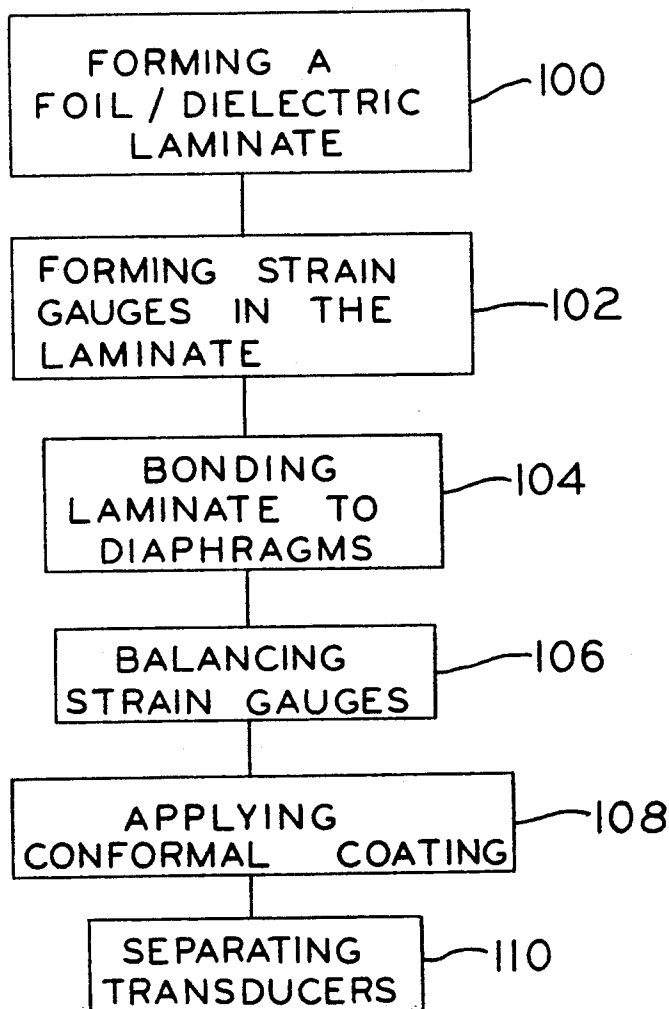 FORMING A
FOIL / DIELECTRIC
LAMINATE
100
FORMING STRAIN
GAUGES IN THE
LAMINATE
102
BONDING
LAMINATE TO
DIAPHRAGMS
104
BALANCING
STRAIN GAUGES
106
APPLYING
CONFORMAL COATING
108
SEPARATING
TRANSDUCERS
110